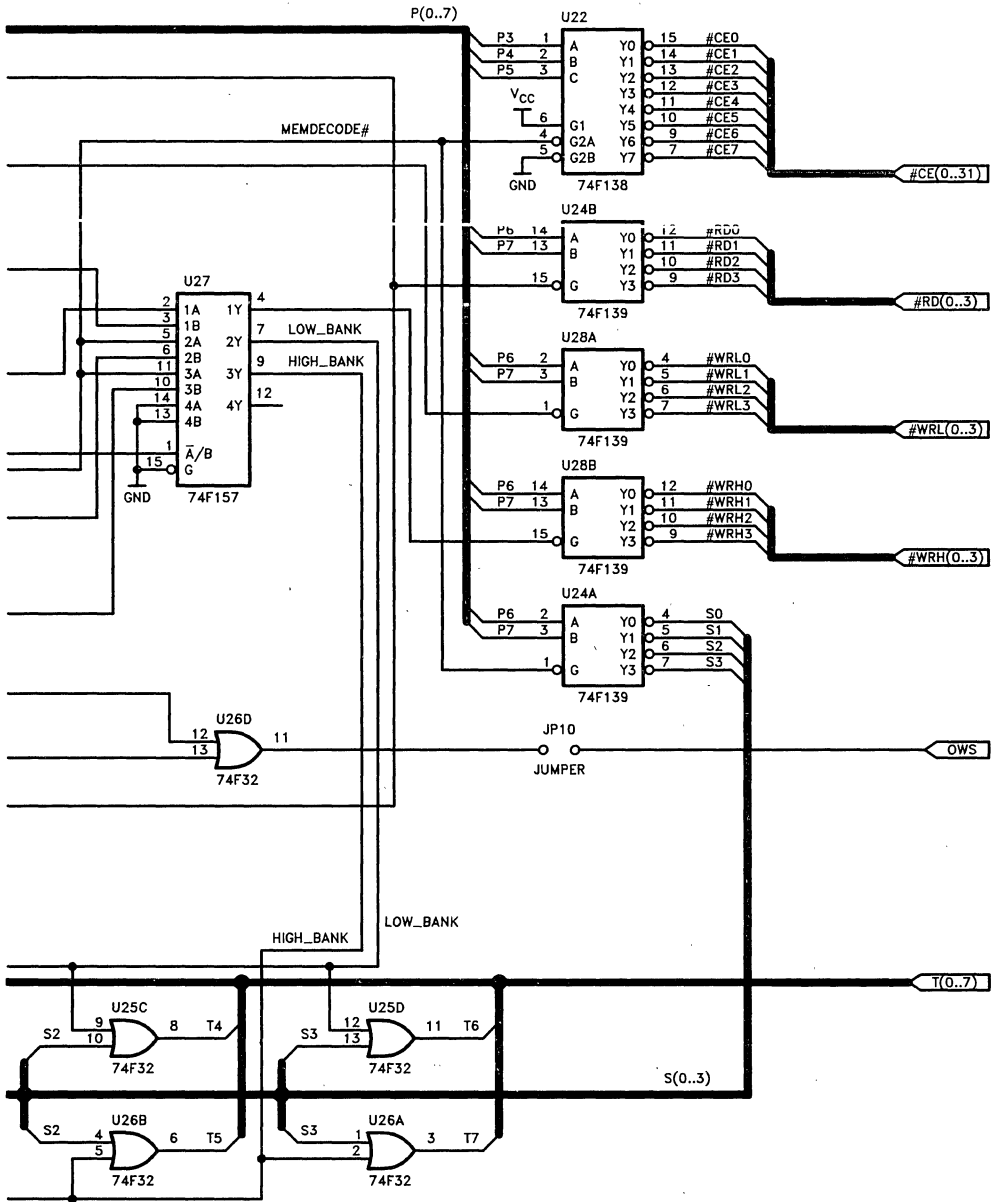 P(0..7)
U22
P3 1 A Y0 15 #CE0
P4 2 B Y1 14 #CE1
P5 3 C Y2 13 #CE2
Y3 12 #CE3
VCC
Y4 11 #CE4
6 G1 Y5 10 #CE5
MEMDECODE# 4 G2A Y6 9 #CE6
5 G2B Y7 7 #CE7
GND
74F138
#CE(0..31)
U24B
P6 14 A Y0 12 #RD0
P7 13 B Y1 11 #RD1
Y2 10 #RD2
15 G Y3 9 #RD3
74F139
#RD(0..3)
U27
2 1A 1Y 4
3 1B
5 2A 2Y 7 LOW_BANK
6 2B
11 3A 3Y 9 HIGH_BANK
10 3B
14 4A 4Y 12
13 4B
1 A/B
15 G
GND
74F157
U28A
P6 2 A Y0 4 #WRL0
P7 3 B Y1 5 #WRL1
Y2 6 #WRL2
1 G Y3 7 #WRL3
74F139
#WRL(0..3)
U28B
P6 14 A Y0 12 #WRH0
P7 13 B Y1 11 #WRH1
Y2 10 #WRH2
15 G Y3 9 #WRH3
74F139
#WRH(0..3)
U24A
P6 2 A Y0 4 S0
P7 3 B Y1 5 S1
Y2 6 S2
1 G Y3 7 S3
74F139
U26D
12
13
11
74F32
JP10
JUMPER
OWS
HIGH_BANK
LOW_BANK
T(0..7)
U25C
9
S2 10
8 T4
74F32
U25D
12
S3 13
11 T6
74F32
S(0..3)
U26B
S2 4
5
6 T5
74F32
U26A
S3 1
2
3 T7
74F32